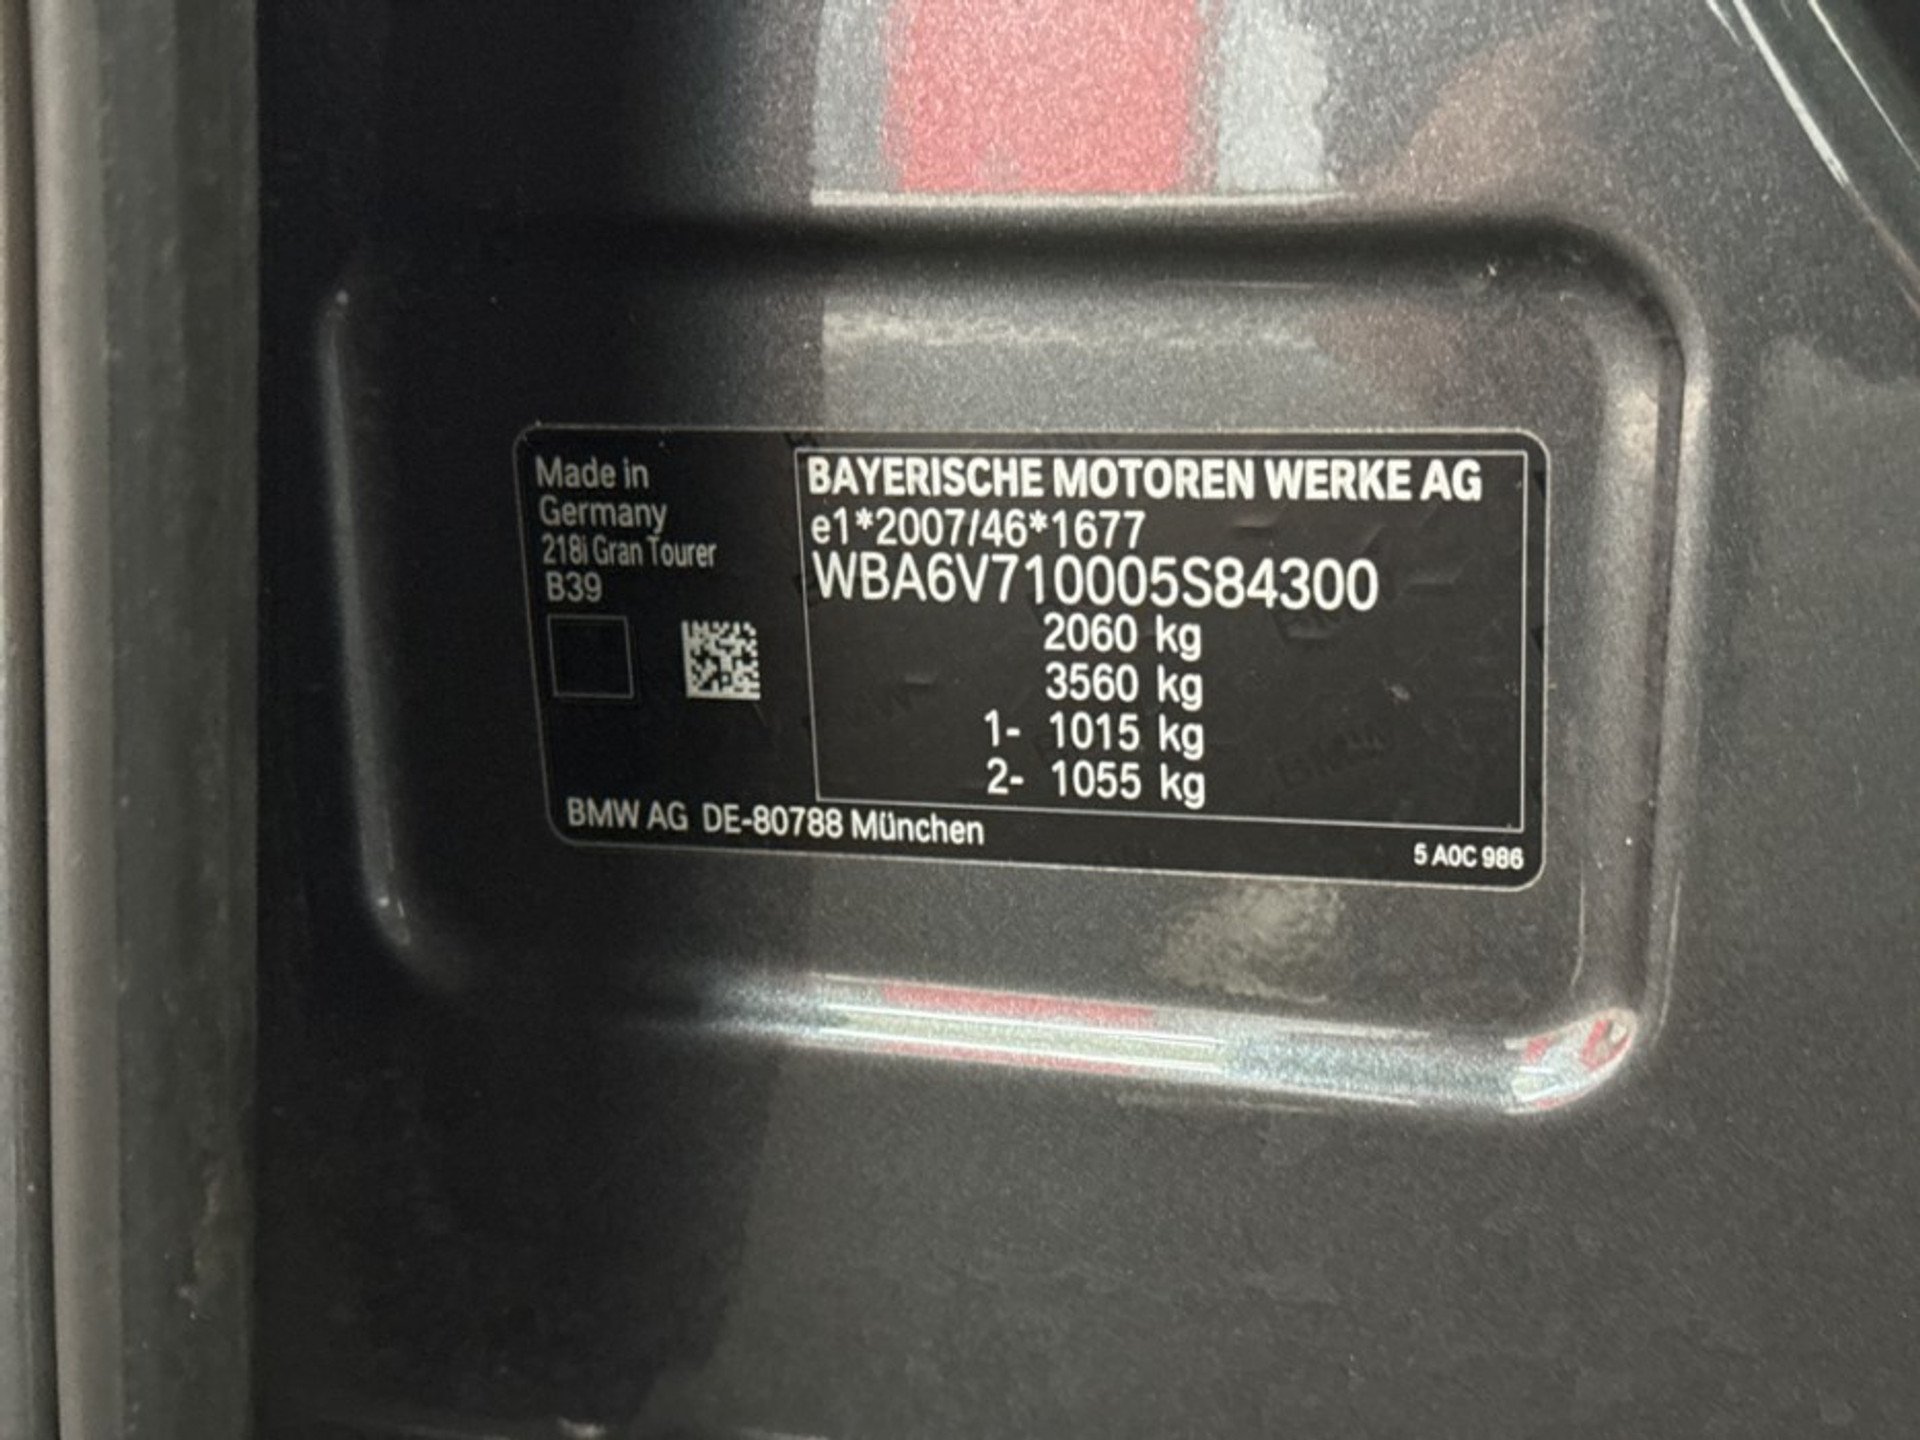 Made in
Germany
218i Gran Tourer
B39
BAYERISCHE MOTOREN WERKE AG
e1*2007/46*1677
WBA6V710005S84300
2060 kg
3560 kg
1- 1015 kg
2- 1055 kg
BMW AG DE-80788 München
5 A0C 986